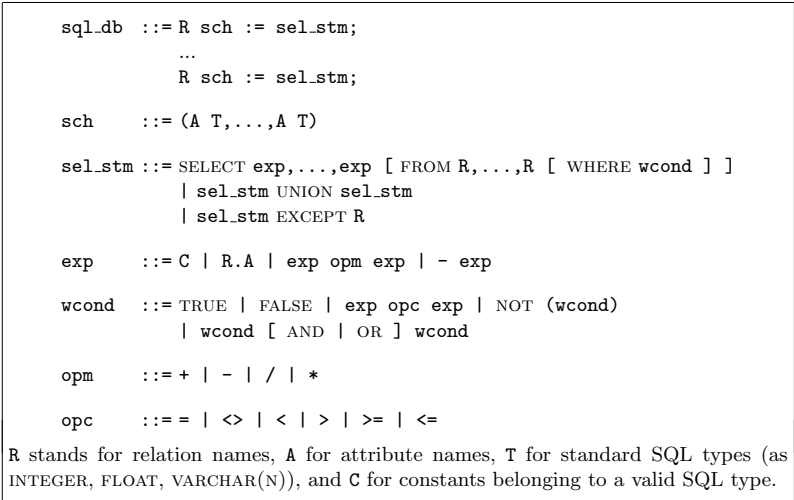 sql_db ::= R sch := sel_stm;
...
R sch := sel_stm;
sch ::= (A T,...,A T)
sel_stm ::= SELECT exp,...,exp [ FROM R,...,R [ WHERE wcond ] ]
| sel_stm UNION sel_stm
| sel_stm EXCEPT R
exp ::= C | R.A | exp opm exp | - exp
wcond ::= TRUE | FALSE | exp opc exp | NOT (wcond)
| wcond [ AND | OR ] wcond
opm ::= + | - | / | *
opc ::= = | <> | < | > | >= | <=
R stands for relation names, A for attribute names, T for standard SQL types (as
INTEGER, FLOAT, VARCHAR(N)), and C for constants belonging to a valid SQL type.